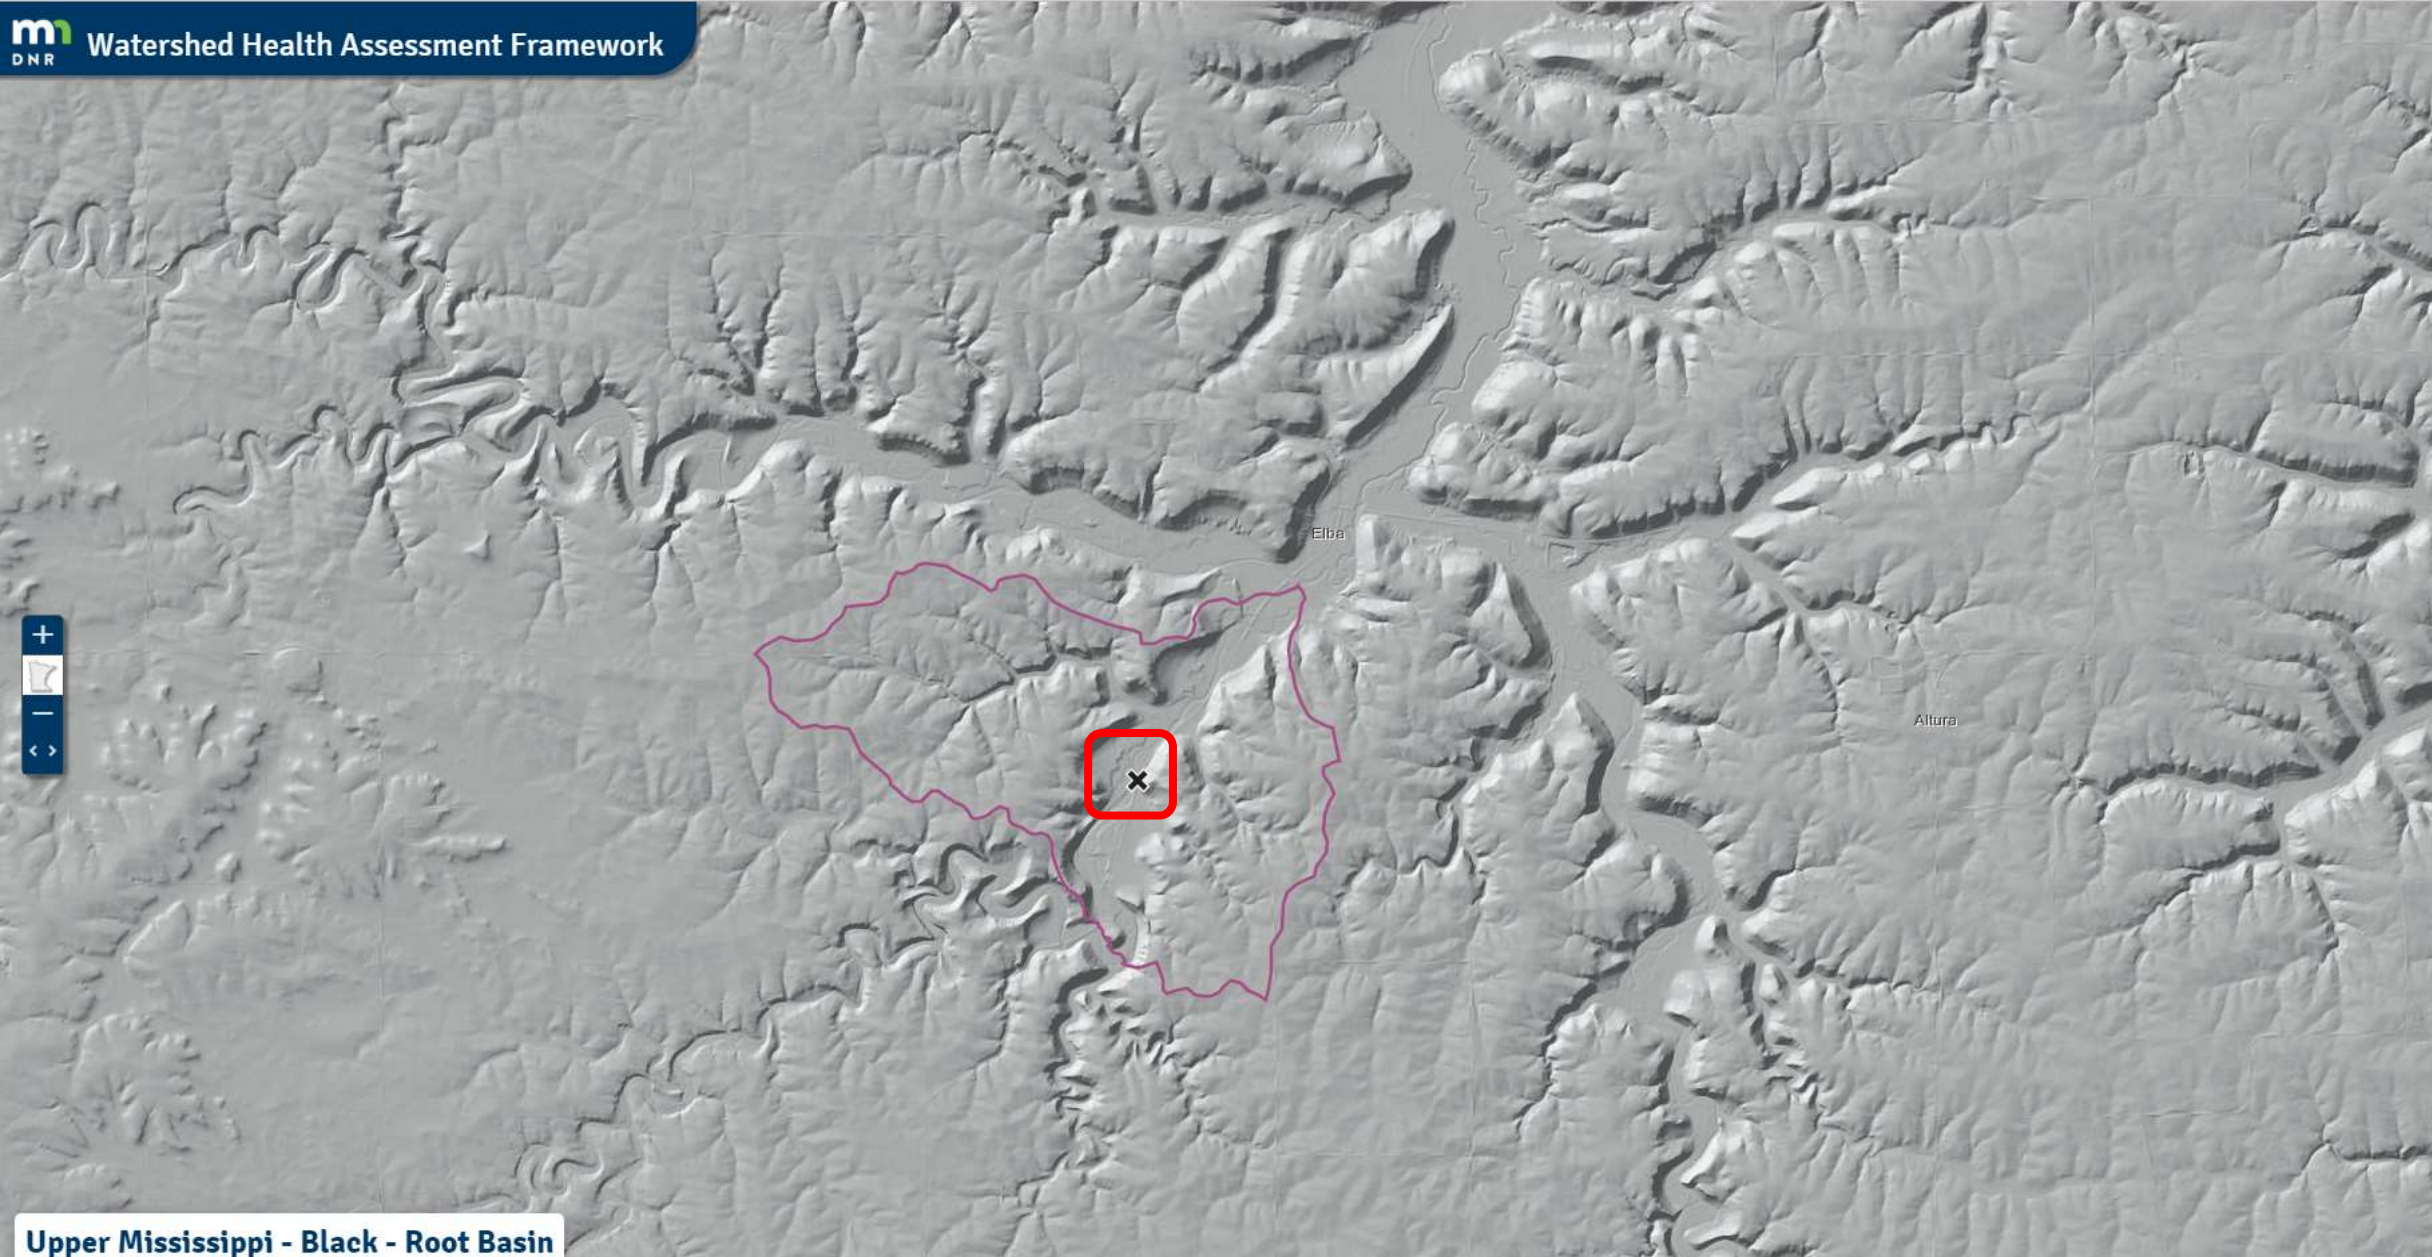 mn
DNR
Watershed Health Assessment Framework
Elba
Altura
Upper Mississippi - Black - Root Basin